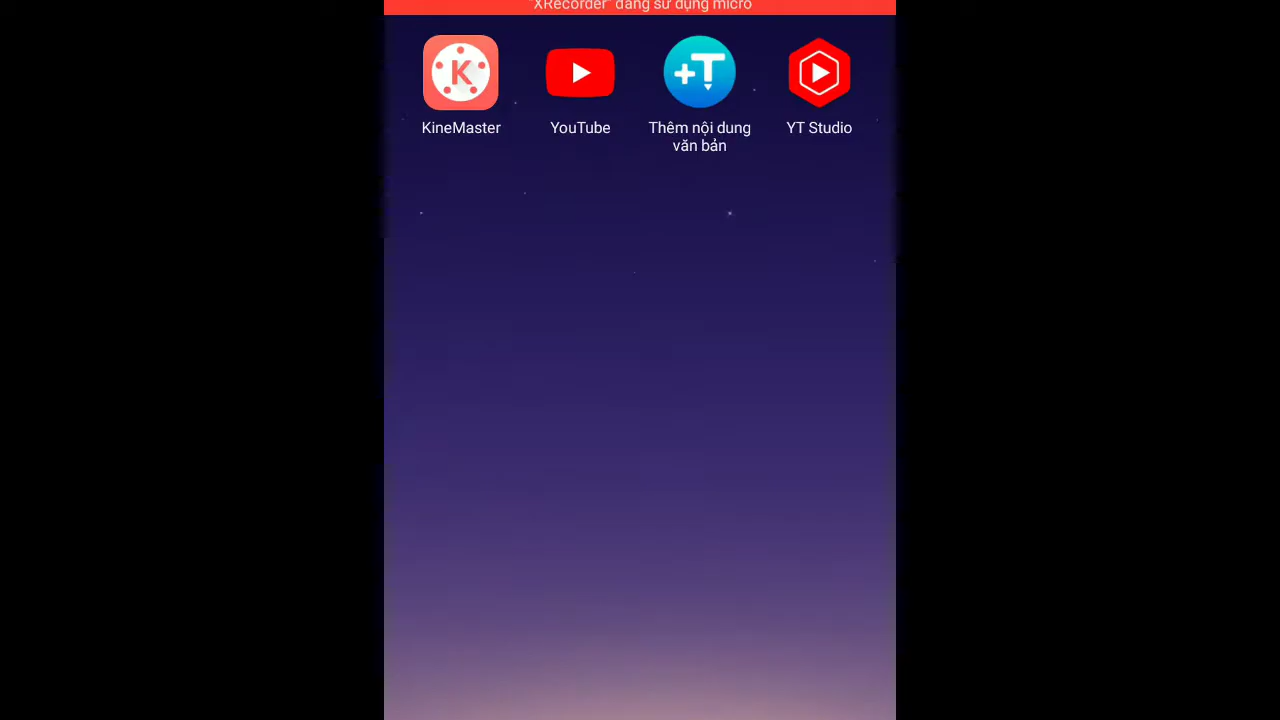 "XRecorder" đang sử dụng micro
K
+T
KineMaster
YouTube
Thêm nội dung
văn bản
YT Studio